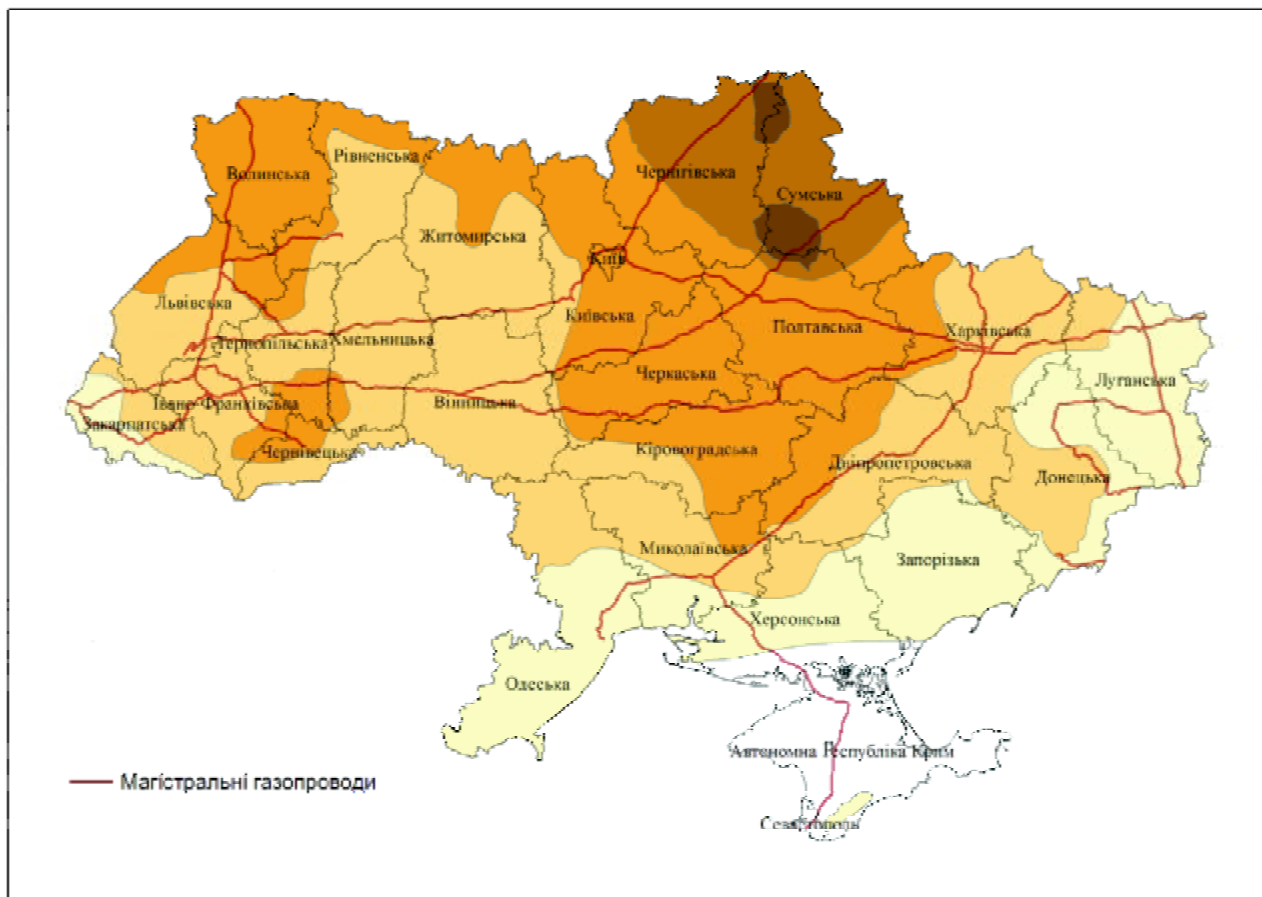 Волинська
Рівненська
Чернігівська
Сумська
Житомирська
Київ
Львівська
Київська
Полтавська
Харківська
Тернопільська
Хмельницька
Черкаська
Луганська
Івано-Франківська
Вінницька
Закарпатська
Чернівецька
Кіровоградська
Дніпропетровська
Донецька
Миколаївська
Запорізька
Херсонська
Одеська
Автономна Республіка Крим
Магістральні газопроводи
Севастополь